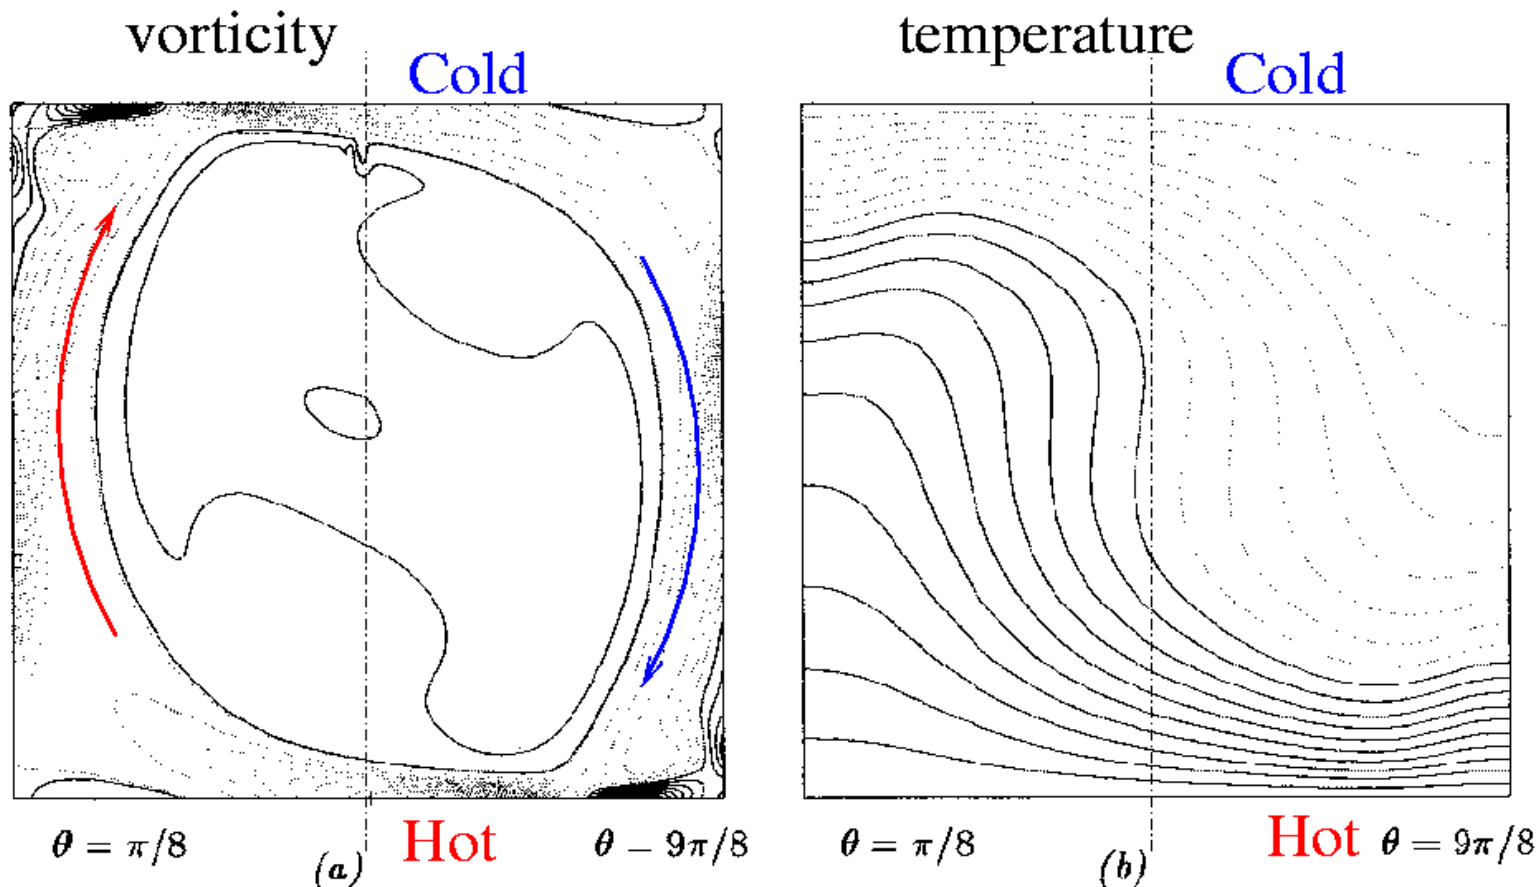 vorticity
Cold
temperature
Cold
θ = π/8
(a)
Hot
θ − 9π/8
θ = π/8
(b)
Hot
θ = 9π/8